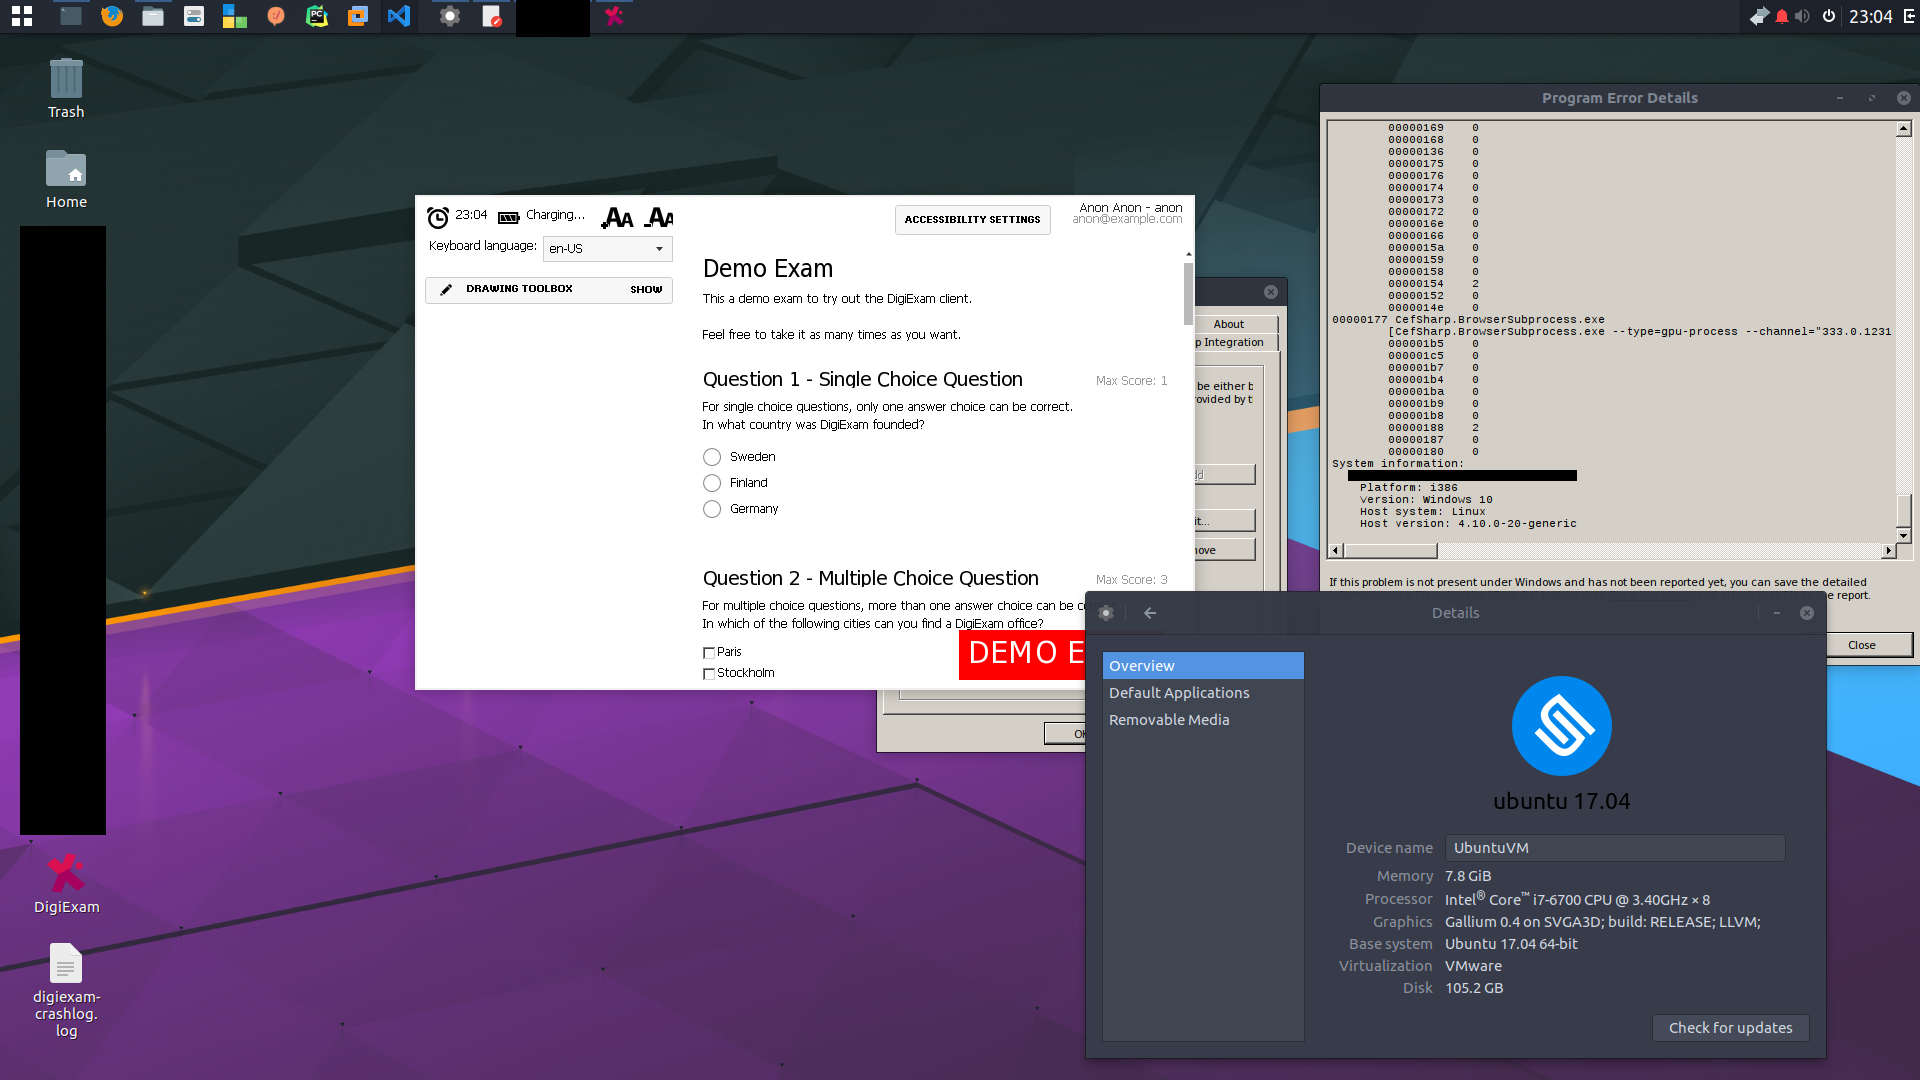 23:04
Trash
Home
DigiExam
digiexam-
crashlog.
log
23:04
Charging...
+AA
-AA
Keyboard language:
en-US
DRAWING TOOLBOX
SHOW
ACCESSIBILITY SETTINGS
Anon Anon - anon
anon@example.com
Demo Exam
This a demo exam to try out the DigiExam client.
Feel free to take it as many times as you want.
Question 1 - Single Choice Question
Max Score: 1
For single choice questions, only one answer choice can be correct.
In what country was DigiExam founded?
Sweden
Finland
Germany
Question 2 - Multiple Choice Question
Max Score: 3
For multiple choice questions, more than one answer choice can be co
In which of the following cities can you find a DigiExam office?
Paris
Stockholm
DEMO E
About
p Integration
be either b
rovided by t
dd
it...
move
OK
Program Error Details
00000169 0
00000168 0
00000136 0
00000175 0
00000176 0
00000174 0
00000173 0
00000172 0
0000016e 0
00000166 0
0000015a 0
00000159 0
00000158 0
00000154 2
00000152 0
0000014e 0
00000177 CefSharp.BrowserSubprocess.exe
[CefSharp.BrowserSubprocess.exe --type=gpu-process --channel="333.0.1231
000001b5 0
000001c5 0
000001b7 0
000001b4 0
000001ba 0
000001b9 0
000001b8 0
00000188 2
00000187 0
00000180 0
System information:
Platform: i386
Version: Windows 10
Host system: Linux
Host version: 4.10.0-20-generic
If this problem is not present under Windows and has not been reported yet, you can save the detailed
e report.
Close
Details
Overview
Default Applications
Removable Media
ubuntu 17.04
Device name UbuntuVM
Memory 7.8 GiB
Processor Intel® Core™ i7-6700 CPU @ 3.40GHz × 8
Graphics Gallium 0.4 on SVGA3D; build: RELEASE; LLVM;
Base system Ubuntu 17.04 64-bit
Virtualization VMware
Disk 105.2 GB
Check for updates